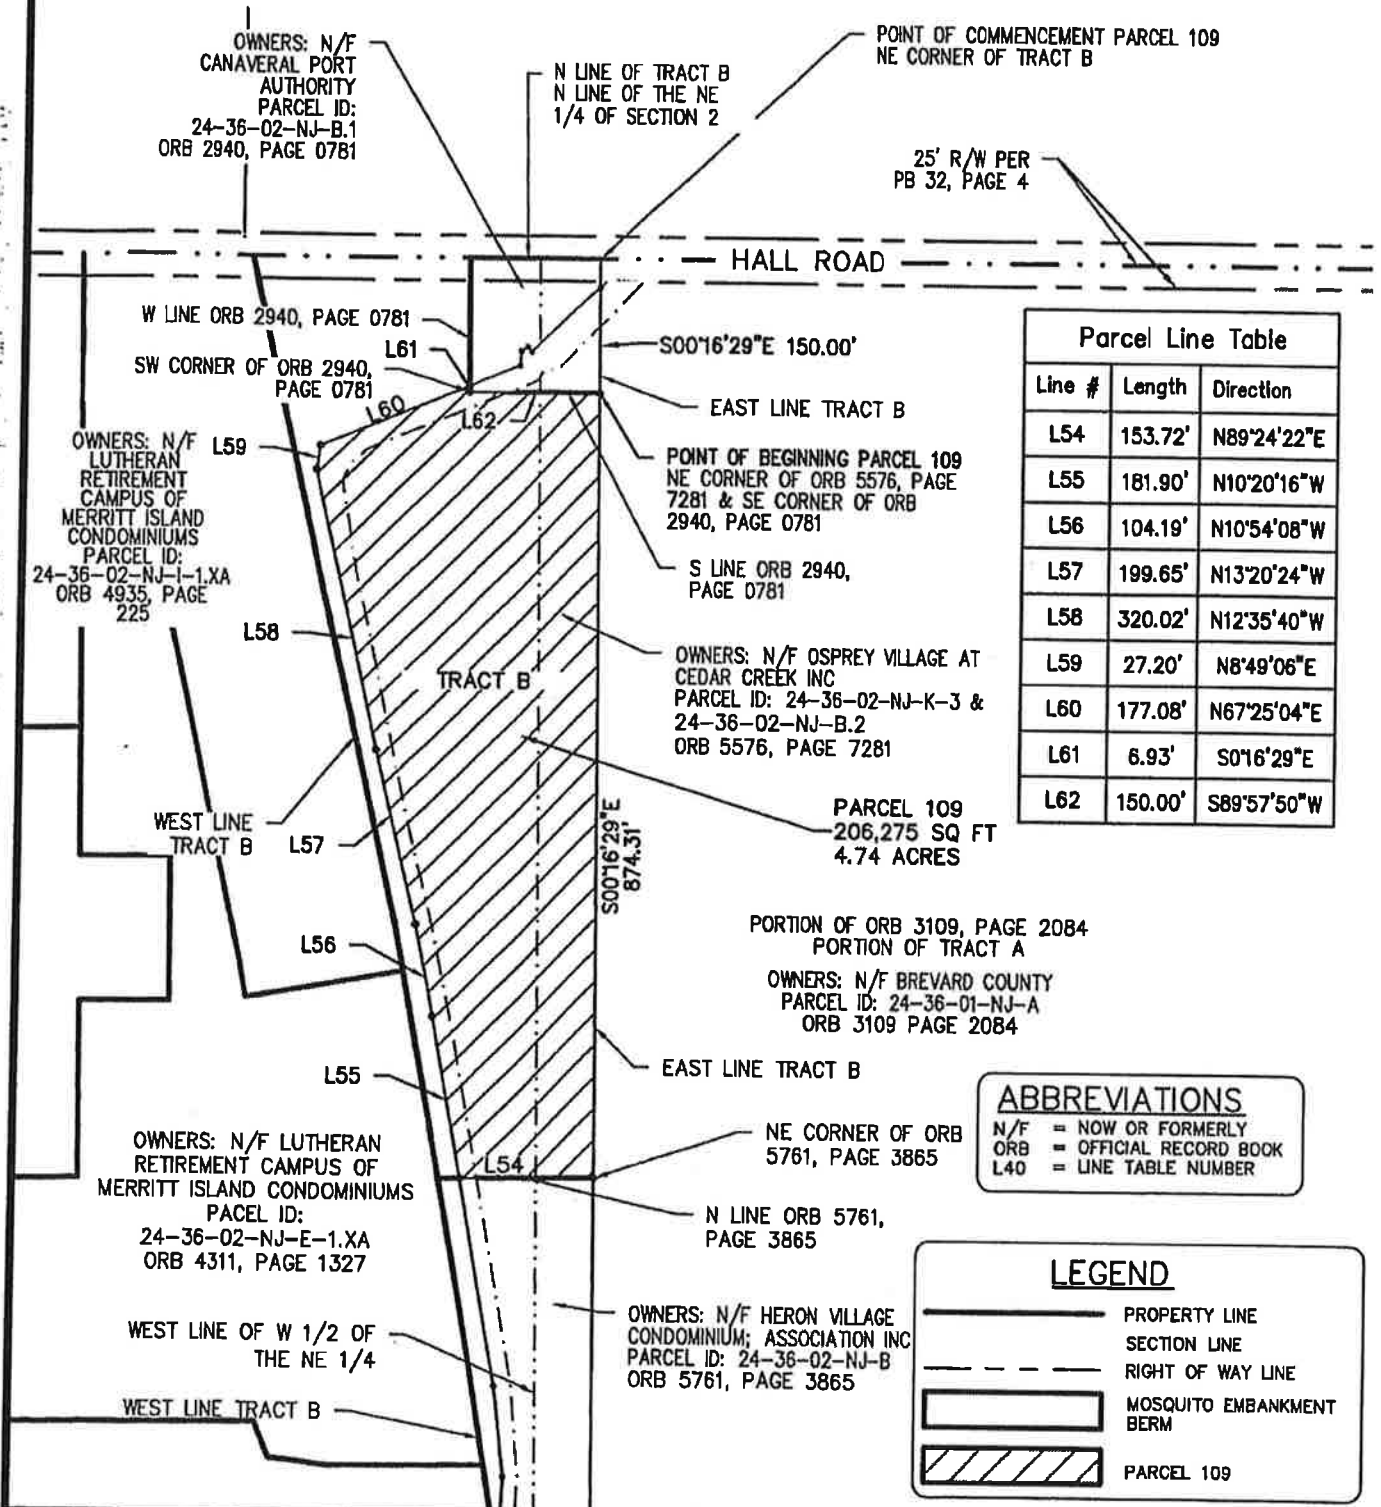 OWNERS: N/F
CANAVERAL PORT
AUTHORITY
PARCEL ID:
24-36-02-NJ-B.1
ORB 2940, PAGE 0781
N LINE OF TRACT B
N LINE OF THE NE
1/4 OF SECTION 2
POINT OF COMMENCEMENT PARCEL 109
NE CORNER OF TRACT B
25' R/W PER
PB 32, PAGE 4
HALL ROAD
W LINE ORB 2940, PAGE 0781
L61
SW CORNER OF ORB 2940,
PAGE 0781
S00°16'29"E 150.00'
EAST LINE TRACT B
L60
L62
L59
OWNERS: N/F
LUTHERAN
RETIREMENT
CAMPUS OF
MERRITT ISLAND
CONDOMINIUMS
PARCEL ID:
24-36-02-NJ-I-1.XA
ORB 4935, PAGE
225
POINT OF BEGINNING PARCEL 109
NE CORNER OF ORB 5576, PAGE
7281 & SE CORNER OF ORB
2940, PAGE 0781
S LINE ORB 2940,
PAGE 0781
Parcel Line Table
Line # Length Direction
L54 153.72' N89°24'22"E
L55 181.90' N10°20'16"W
L56 104.19' N10°54'08"W
L57 199.65' N13°20'24"W
L58 320.02' N12°35'40"W
L59 27.20' N8°49'06"E
L60 177.08' N67°25'04"E
L61 6.93' S0°16'29"E
L62 150.00' S89°57'50"W
L58
TRACT B
OWNERS: N/F OSPREY VILLAGE AT
CEDAR CREEK INC
PARCEL ID: 24-36-02-NJ-K-3 &
24-36-02-NJ-B.2
ORB 5576, PAGE 7281
WEST LINE
TRACT B
L57
S00°16'29"E
874.31'
PARCEL 109
206,275 SQ FT
4.74 ACRES
L56
PORTION OF ORB 3109, PAGE 2084
PORTION OF TRACT A
OWNERS: N/F BREVARD COUNTY
PARCEL ID: 24-36-01-NJ-A
ORB 3109 PAGE 2084
L55
EAST LINE TRACT B
ABBREVIATIONS
N/F = NOW OR FORMERLY
ORB = OFFICIAL RECORD BOOK
L40 = LINE TABLE NUMBER
OWNERS: N/F LUTHERAN
RETIREMENT CAMPUS OF
MERRITT ISLAND CONDOMINIUMS
PACEL ID:
24-36-02-NJ-E-1.XA
ORB 4311, PAGE 1327
L54
NE CORNER OF ORB
5761, PAGE 3865
N LINE ORB 5761,
PAGE 3865
WEST LINE OF W 1/2 OF
THE NE 1/4
OWNERS: N/F HERON VILLAGE
CONDOMINIUM; ASSOCIATION INC
PARCEL ID: 24-36-02-NJ-B
ORB 5761, PAGE 3865
WEST LINE TRACT B
LEGEND
PROPERTY LINE
SECTION LINE
RIGHT OF WAY LINE
MOSQUITO EMBANKMENT
BERM
PARCEL 109